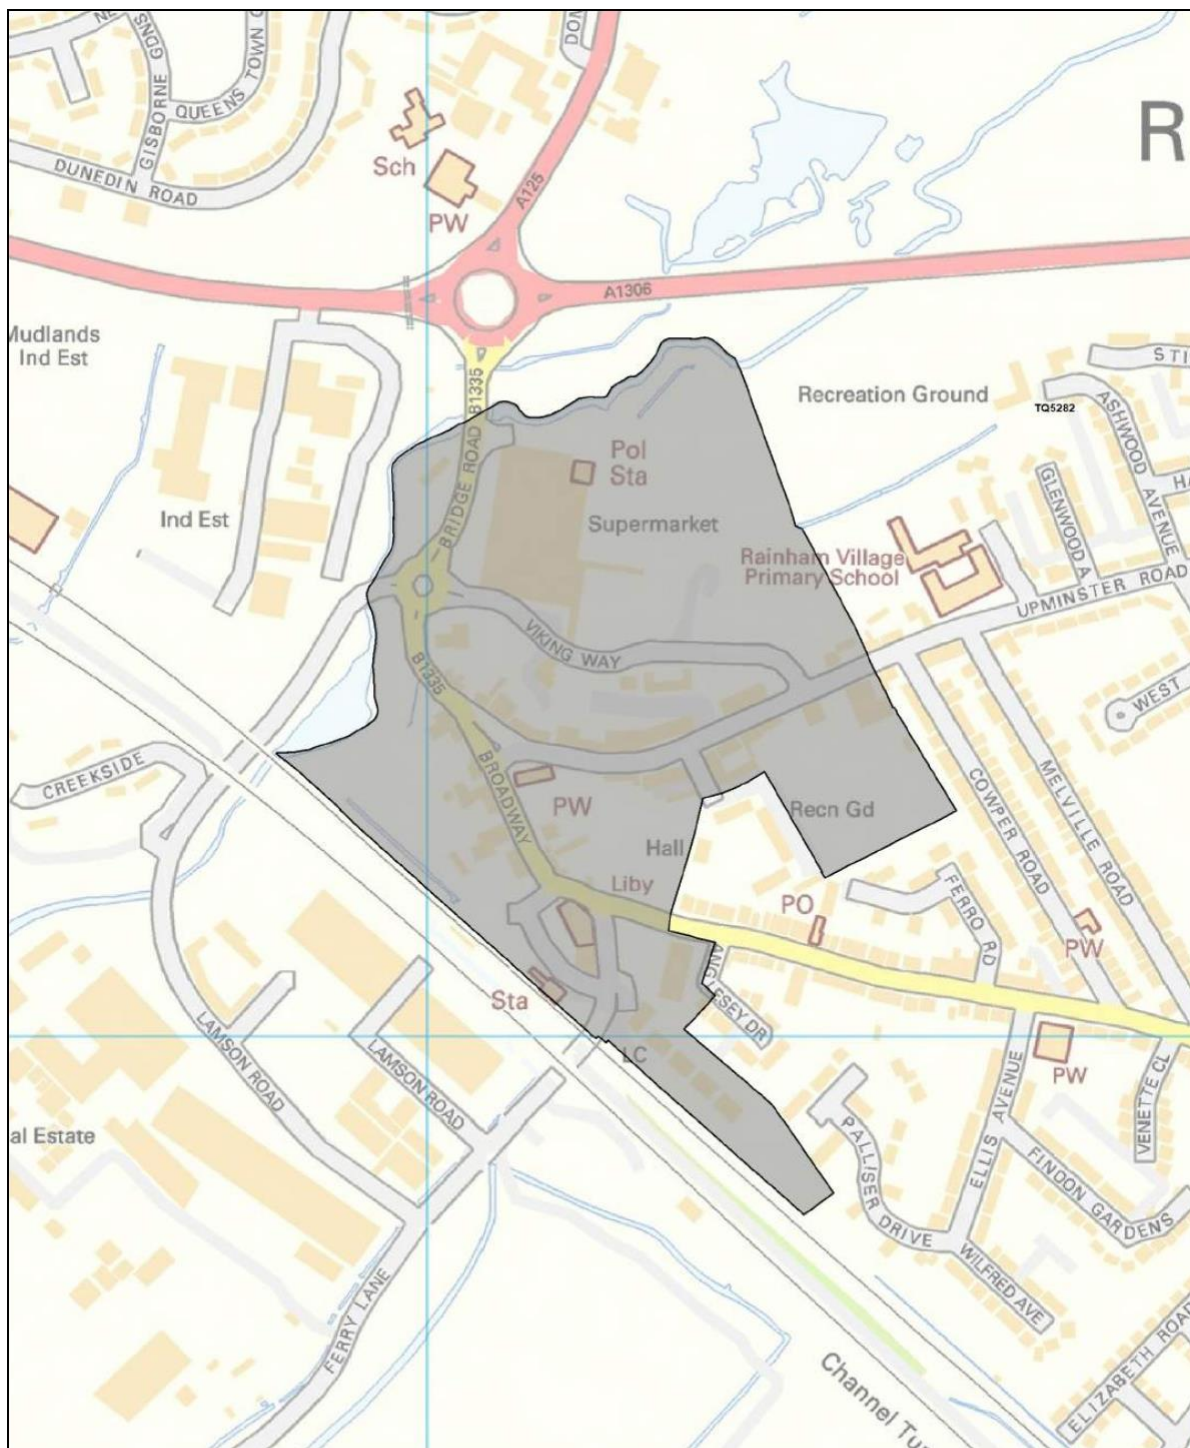 GISBORNE GDNS
QUEENS TOWN
DUNEDIN ROAD
Sch
PW
A125
R
A1306
Mudlands
Ind Est
B1335
Recreation Ground
TQ5282
STI
ASHWOOD AVENUE
GLENWOOD A
HA
Pol
Sta
Ind Est
BRIDGE ROAD
Supermarket
Rainham Village
Primary School
UPMINSTER ROAD
VIKING WAY
B1335
WEST
CREEKSIDE
BROADWAY
PW
COWPER ROAD
MELVILLE ROAD
Recn Gd
Hall
Liby
PO
FERRO RD
PW
Sta
ANGLESEY DR
LAMSON ROAD
LAMSON ROAD
LC
PW
ELLIS AVENUE
VENETTE CL
al Estate
PALLISER DRIVE
FINDON GARDENS
WILFRED AVE
FERRY LANE
ELIZABETH ROAD
Channel Tu